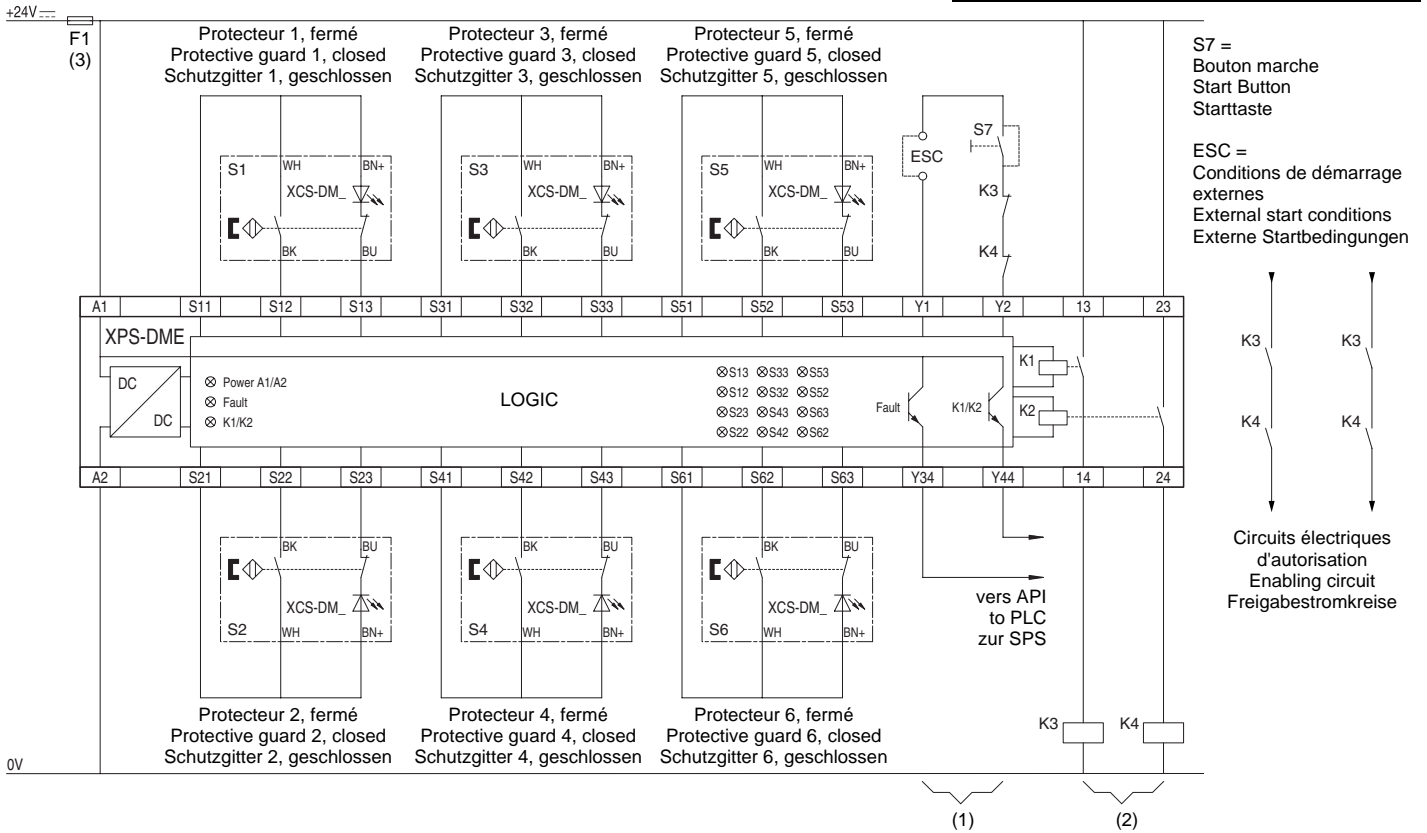 +24V
F1
(3)
Protecteur 1, fermé
Protective guard 1, closed
Schutzgitter 1, geschlossen
Protecteur 3, fermé
Protective guard 3, closed
Schutzgitter 3, geschlossen
Protecteur 5, fermé
Protective guard 5, closed
Schutzgitter 5, geschlossen
S7 =
Bouton marche
Start Button
Starttaste
ESC =
Conditions de démarrage
externes
External start conditions
Externe Startbedingungen
S1 WH BN+
XCS-DM_
BK BU
S3 WH BN+
XCS-DM_
BK BU
S5 WH BN+
XCS-DM_
BK BU
ESC
S7
K3
K4
A1 S11 S12 S13 S31 S32 S33 S51 S52 S53 Y1 Y2 13 23
XPS-DME
DC
DC
Power A1/A2
Fault
K1/K2
LOGIC
S13 S33 S53
S12 S32 S52
S23 S43 S63
S22 S42 S62
Fault
K1/K2
K1
K2
K3 K3
K4 K4
A2 S21 S22 S23 S41 S42 S43 S61 S62 S63 Y34 Y44 14 24
BK BU
XCS-DM_
S2 WH BN+
BK BU
XCS-DM_
S4 WH BN+
BK BU
XCS-DM_
S6 WH BN+
vers API
to PLC
zur SPS
Circuits électriques
d'autorisation
Enabling circuit
Freigabestromkreise
Protecteur 2, fermé
Protective guard 2, closed
Schutzgitter 2, geschlossen
Protecteur 4, fermé
Protective guard 4, closed
Schutzgitter 4, geschlossen
Protecteur 6, fermé
Protective guard 6, closed
Schutzgitter 6, geschlossen
K3 K4
0V
(1) (2)